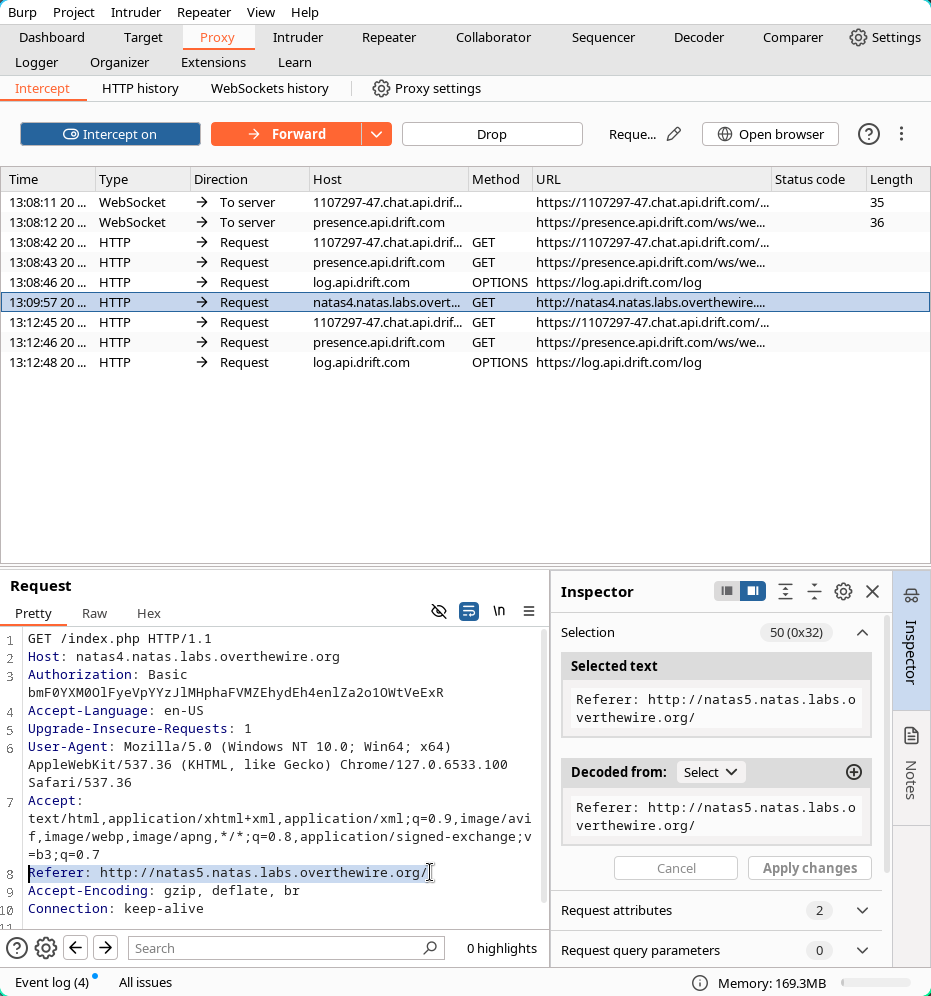 Burp Project Intruder Repeater View Help
Dashboard Target Proxy Intruder Repeater Collaborator Sequencer Decoder Comparer Settings
Logger Organizer Extensions Learn
Intercept HTTP history WebSockets history Proxy settings
Intercept on Forward Drop Reque... Open browser
Time Type Direction Host Method URL Status code Length
13:08:11 20 ... WebSocket → To server 1107297-47.chat.api.drif... https://1107297-47.chat.api.drift.com/... 35
13:08:12 20 ... WebSocket → To server presence.api.drift.com https://presence.api.drift.com/ws/we... 36
13:08:42 20 ... HTTP → Request 1107297-47.chat.api.drif... GET https://1107297-47.chat.api.drift.com/...
13:08:43 20 ... HTTP → Request presence.api.drift.com GET https://presence.api.drift.com/ws/we...
13:08:46 20 ... HTTP → Request log.api.drift.com OPTIONS https://log.api.drift.com/log
13:09:57 20 ... HTTP → Request natas4.natas.labs.overt... GET http://natas4.natas.labs.overthewire....
13:12:45 20 ... HTTP → Request 1107297-47.chat.api.drif... GET https://1107297-47.chat.api.drift.com/...
13:12:46 20 ... HTTP → Request presence.api.drift.com GET https://presence.api.drift.com/ws/we...
13:12:48 20 ... HTTP → Request log.api.drift.com OPTIONS https://log.api.drift.com/log
Request
Pretty Raw Hex \n
1 GET /index.php HTTP/1.1
2 Host: natas4.natas.labs.overthewire.org
3 Authorization: Basic
bmF0YXM0OlFyeVpYYzJlMHphaFVMZEhydEh4enlZa2o1OWtVeExR
4 Accept-Language: en-US
5 Upgrade-Insecure-Requests: 1
6 User-Agent: Mozilla/5.0 (Windows NT 10.0; Win64; x64)
AppleWebKit/537.36 (KHTML, like Gecko) Chrome/127.0.6533.100
Safari/537.36
7 Accept:
text/html,application/xhtml+xml,application/xml;q=0.9,image/avi
f,image/webp,image/apng,*/*;q=0.8,application/signed-exchange;v
=b3;q=0.7
8 Referer: http://natas5.natas.labs.overthewire.org/
9 Accept-Encoding: gzip, deflate, br
10 Connection: keep-alive
11
Search 0 highlights
Inspector
Selection 50 (0x32)
Selected text
Referer: http://natas5.natas.labs.o
verthewire.org/
Decoded from: Select
Referer: http://natas5.natas.labs.o
verthewire.org/
Cancel Apply changes
Request attributes 2
Request query parameters 0
Inspector
Notes
Event log (4) All issues Memory: 169.3MB